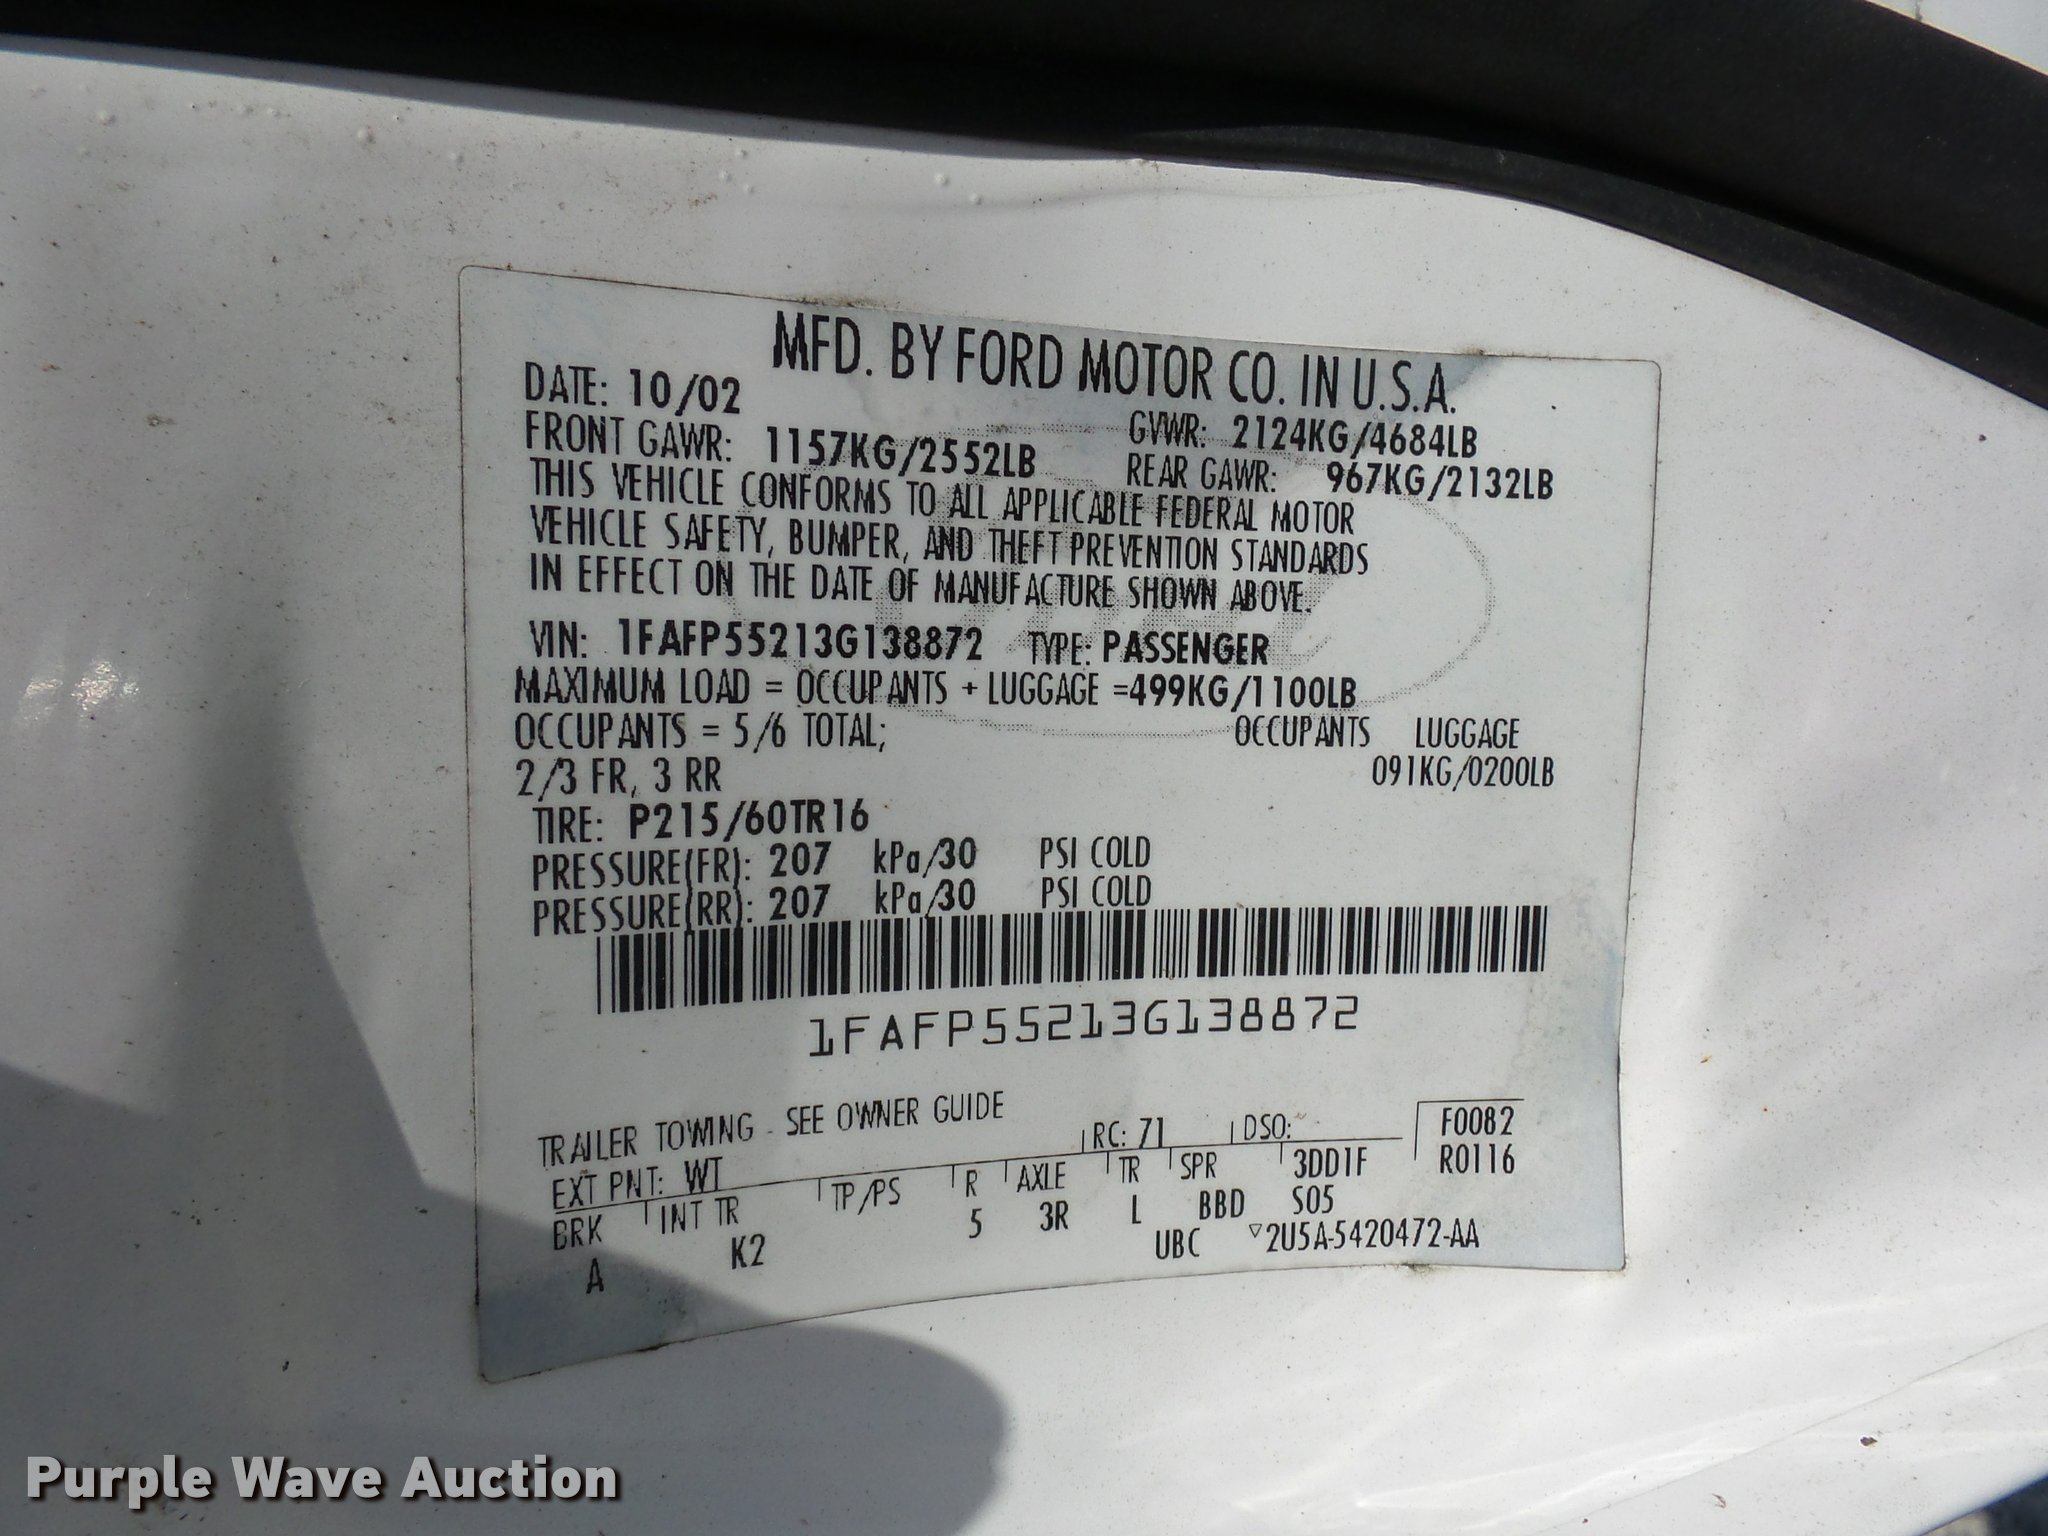 MFD. BY FORD MOTOR CO. IN U.S.A.
DATE: 10/02 GVWR: 2124KG/4684LB
FRONT GAWR: 1157KG/2552LB REAR GAWR: 967KG/2132LB
THIS VEHICLE CONFORMS TO ALL APPLICABLE FEDERAL MOTOR
VEHICLE SAFETY, BUMPER, AND THEFT PREVENTION STANDARDS
IN EFFECT ON THE DATE OF MANUFACTURE SHOWN ABOVE.
VIN: 1FAFP55213G138872 TYPE: PASSENGER
MAXIMUM LOAD = OCCUPANTS + LUGGAGE =499KG/1100LB
OCCUPANTS = 5/6 TOTAL; OCCUPANTS LUGGAGE
2/3 FR, 3 RR 091KG/0200LB
TIRE: P215/60TR16
PRESSURE(FR): 207 kPa/30 PSI COLD
PRESSURE(RR): 207 kPa/30 PSI COLD
1FAFP55213G138872
TRAILER TOWING - SEE OWNER GUIDE
EXT PNT: WT RC: 71 DSO: F0082
BRK INT TR TP/PS R AXLE TR SPR 3DD1F R0116
A K2 5 3R L BBD S05
UBC ▽2U5A-5420472-AA
Purple Wave Auction